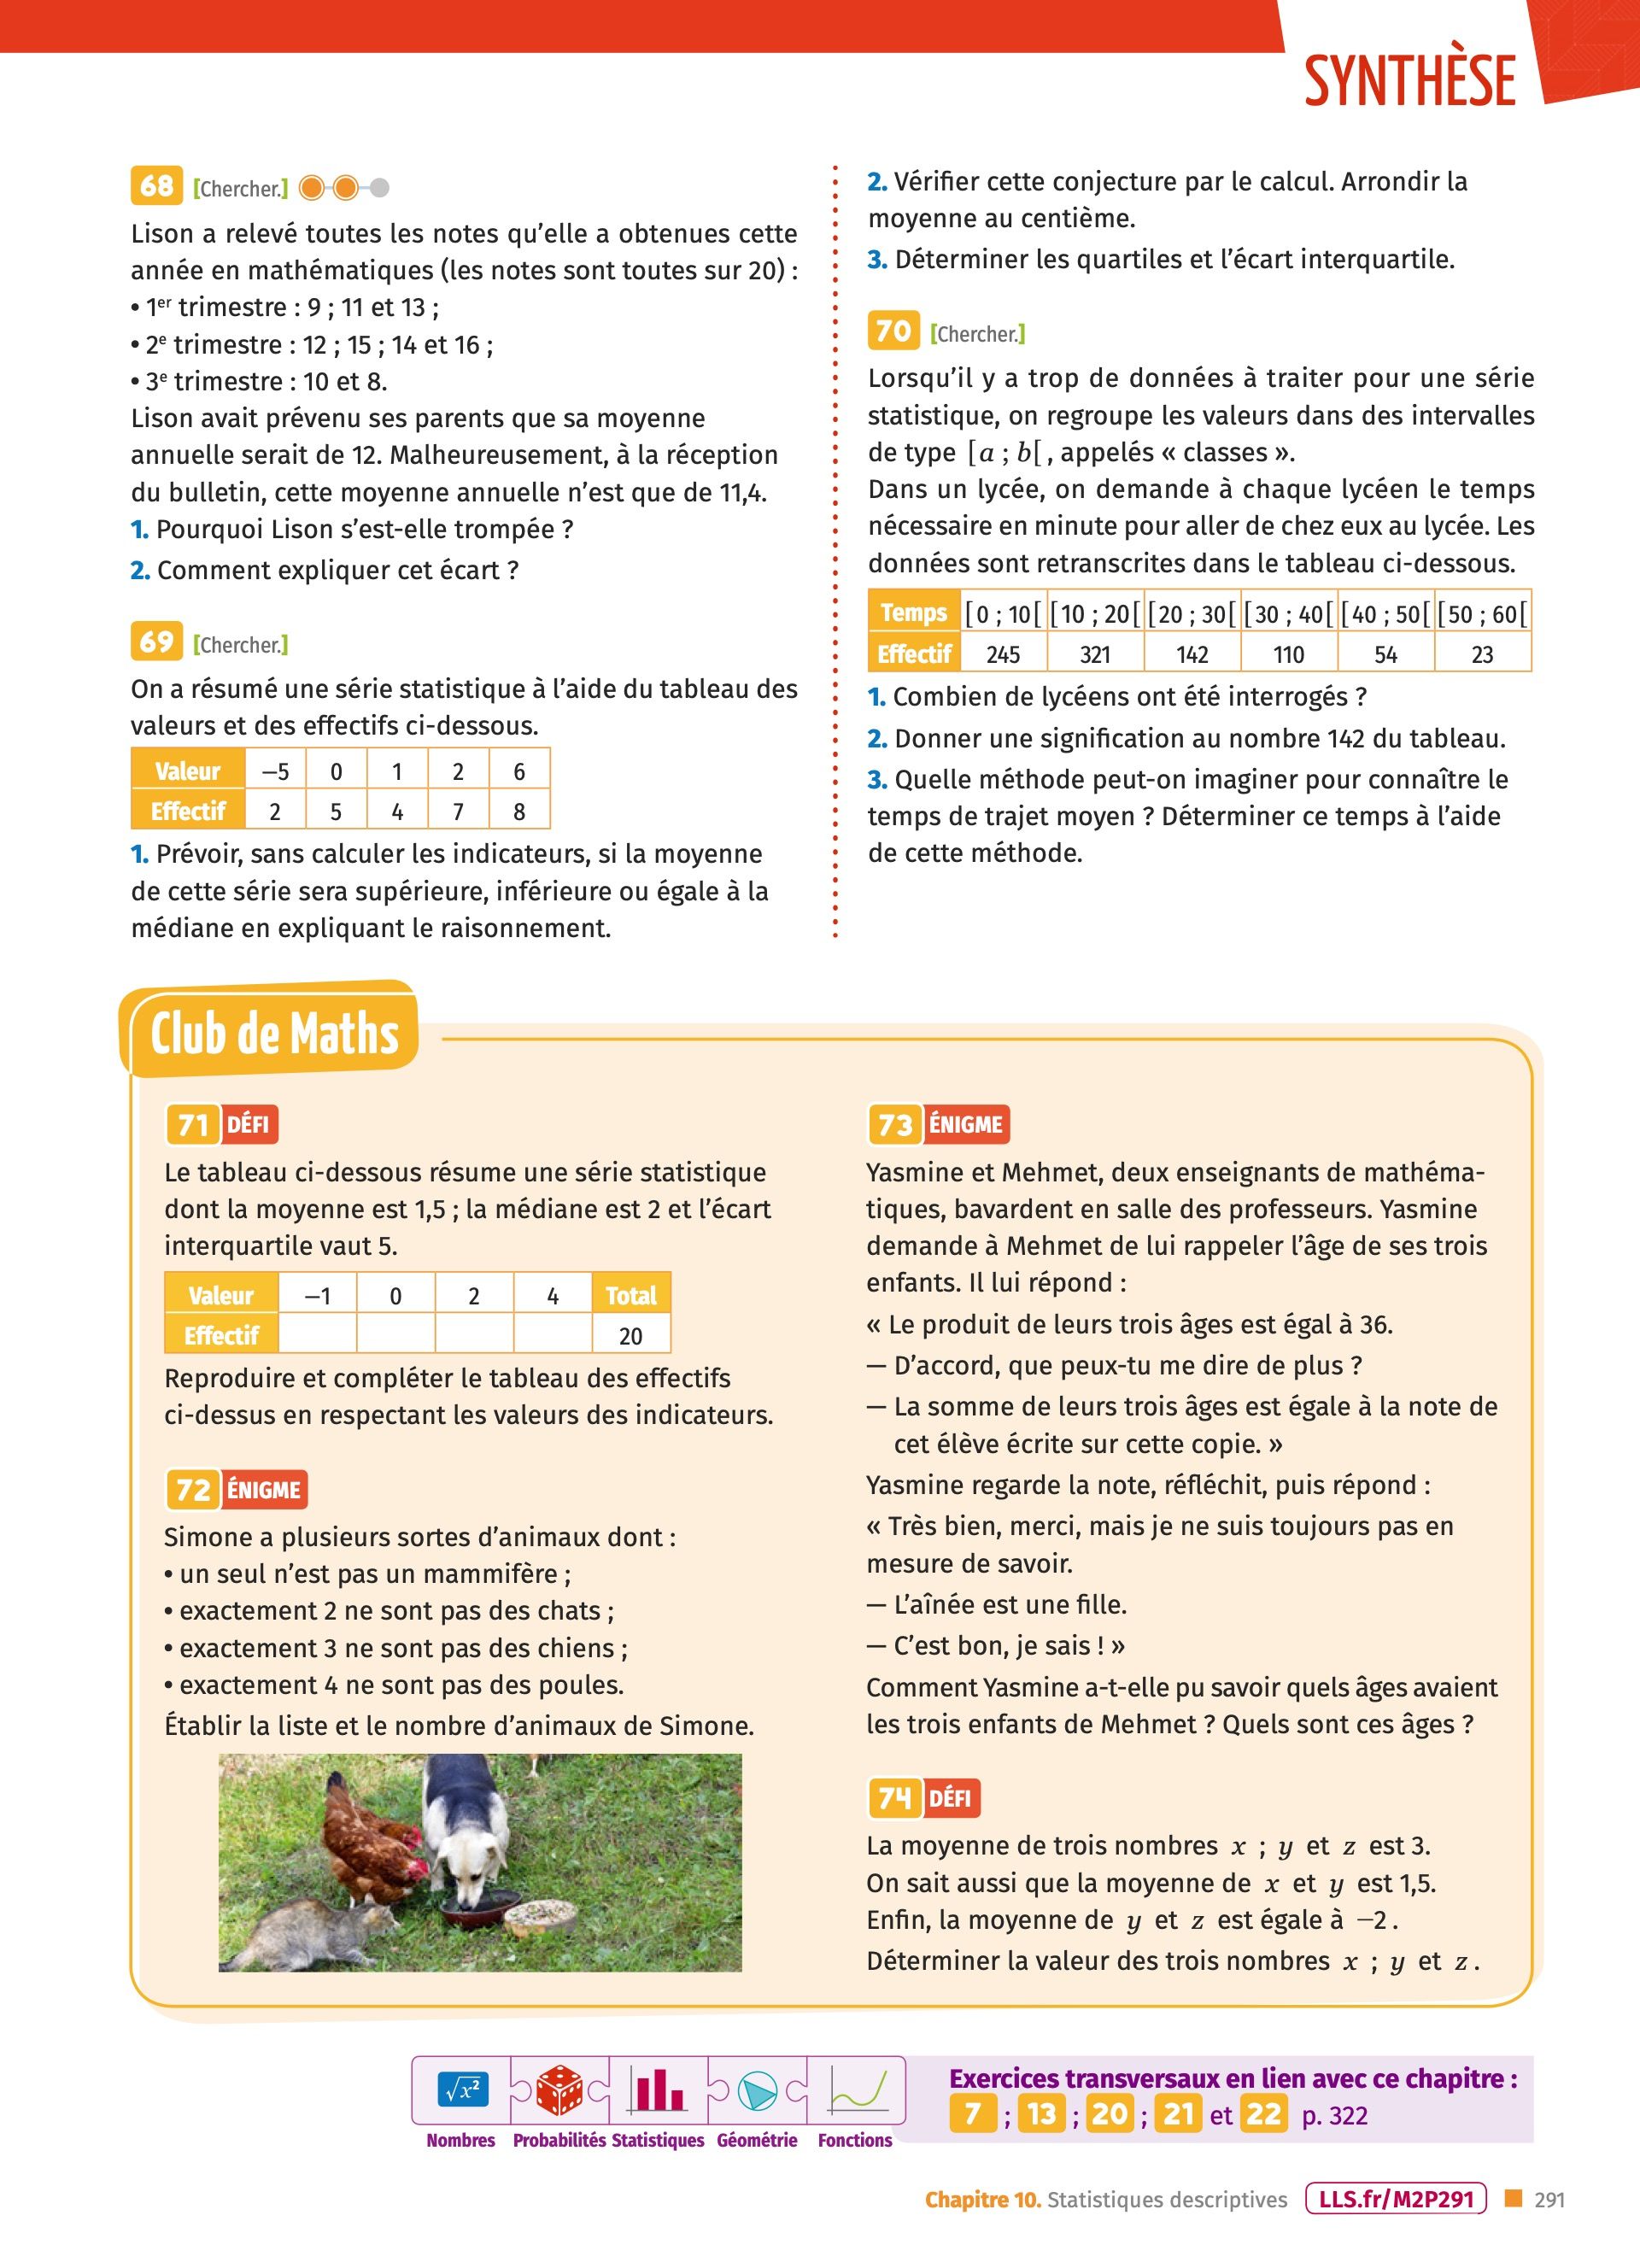 SYNTHÈSE
68 [Chercher.]
Lison a relevé toutes les notes qu’elle a obtenues cette
année en mathématiques (les notes sont toutes sur 20) :
• 1er trimestre : 9 ; 11 et 13 ;
• 2e trimestre : 12 ; 15 ; 14 et 16 ;
• 3e trimestre : 10 et 8.
Lison avait prévenu ses parents que sa moyenne
annuelle serait de 12. Malheureusement, à la réception
du bulletin, cette moyenne annuelle n’est que de 11,4.
1. Pourquoi Lison s’est-elle trompée ?
2. Comment expliquer cet écart ?
69 [Chercher.]
On a résumé une série statistique à l’aide du tableau des
valeurs et des effectifs ci-dessous.
Valeur –5 0 1 2 6
Effectif 2 5 4 7 8
1. Prévoir, sans calculer les indicateurs, si la moyenne
de cette série sera supérieure, inférieure ou égale à la
médiane en expliquant le raisonnement.
2. Vérifier cette conjecture par le calcul. Arrondir la
moyenne au centième.
3. Déterminer les quartiles et l’écart interquartile.
70 [Chercher.]
Lorsqu’il y a trop de données à traiter pour une série
statistique, on regroupe les valeurs dans des intervalles
de type [a ; b[, appelés « classes ».
Dans un lycée, on demande à chaque lycéen le temps
nécessaire en minute pour aller de chez eux au lycée. Les
données sont retranscrites dans le tableau ci-dessous.
Temps [0 ; 10[ [10 ; 20[ [20 ; 30[ [30 ; 40[ [40 ; 50[ [50 ; 60[
Effectif 245 321 142 110 54 23
1. Combien de lycéens ont été interrogés ?
2. Donner une signification au nombre 142 du tableau.
3. Quelle méthode peut-on imaginer pour connaître le
temps de trajet moyen ? Déterminer ce temps à l’aide
de cette méthode.
Club de Maths
71 DÉFI
Le tableau ci-dessous résume une série statistique
dont la moyenne est 1,5 ; la médiane est 2 et l’écart
interquartile vaut 5.
Valeur –1 0 2 4 Total
Effectif 20
Reproduire et compléter le tableau des effectifs
ci-dessus en respectant les valeurs des indicateurs.
72 ÉNIGME
Simone a plusieurs sortes d’animaux dont :
• un seul n’est pas un mammifère ;
• exactement 2 ne sont pas des chats ;
• exactement 3 ne sont pas des chiens ;
• exactement 4 ne sont pas des poules.
Établir la liste et le nombre d’animaux de Simone.
73 ÉNIGME
Yasmine et Mehmet, deux enseignants de mathéma-
tiques, bavardent en salle des professeurs. Yasmine
demande à Mehmet de lui rappeler l’âge de ses trois
enfants. Il lui répond :
« Le produit de leurs trois âges est égal à 36.
— D’accord, que peux-tu me dire de plus ?
— La somme de leurs trois âges est égale à la note de
cet élève écrite sur cette copie. »
Yasmine regarde la note, réfléchit, puis répond :
« Très bien, merci, mais je ne suis toujours pas en
mesure de savoir.
— L’aînée est une fille.
— C’est bon, je sais ! »
Comment Yasmine a-t-elle pu savoir quels âges avaient
les trois enfants de Mehmet ? Quels sont ces âges ?
74 DÉFI
La moyenne de trois nombres x ; y et z est 3.
On sait aussi que la moyenne de x et y est 1,5.
Enfin, la moyenne de y et z est égale à −2.
Déterminer la valeur des trois nombres x ; y et z.
√x²
Nombres Probabilités Statistiques Géométrie Fonctions
Exercices transversaux en lien avec ce chapitre :
7 ; 13 ; 20 ; 21 et 22 p. 322
Chapitre 10. Statistiques descriptives LLS.fr/M2P291 291